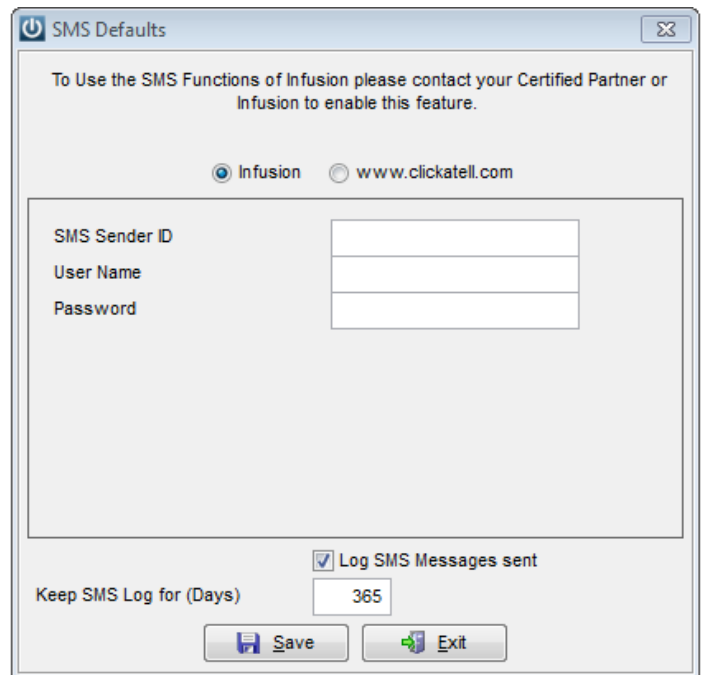 SMS Defaults
To Use the SMS Functions of Infusion please contact your Certified Partner or
Infusion to enable this feature.
Infusion www.clickatell.com
SMS Sender ID
User Name
Password
Log SMS Messages sent
Keep SMS Log for (Days) 365
Save Exit